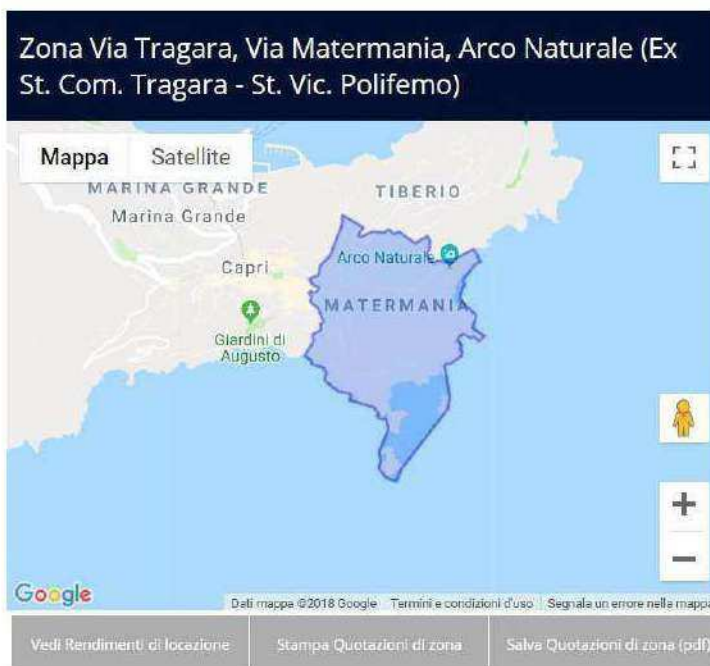 Zona Via Tragara, Via Matermania, Arco Naturale (Ex
St. Com. Tragara - St. Vic. Polifemo)
Mappa Satellite
MARINA GRANDE
Marina Grande
TIBERIO
Arco Naturale
Capri
MATERMANIA
Giardini di
Augusto
Google
Dati mappa ©2018 Google Termini e condizioni d'uso Segnala un errore nella mappa
Vedi Rendimenti di locazione Stampa Quotazioni di zona Salva Quotazioni di zona (pdf)